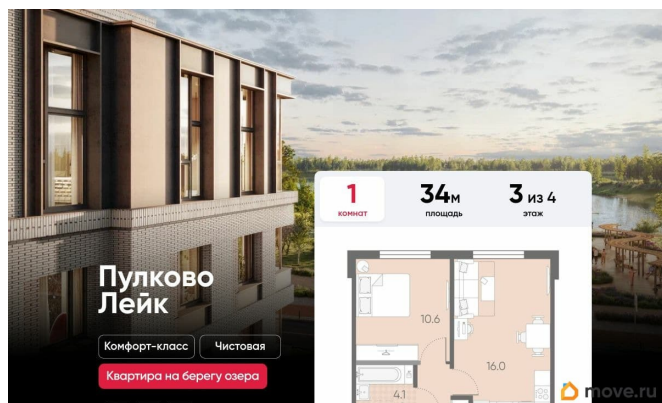 1
комнат
34м
площадь
3 из 4
этаж
Пулково
Лейк
Комфорт-класс
Чистовая
Квартира на берегу озера
10.6
16.0
4.1
move.ru